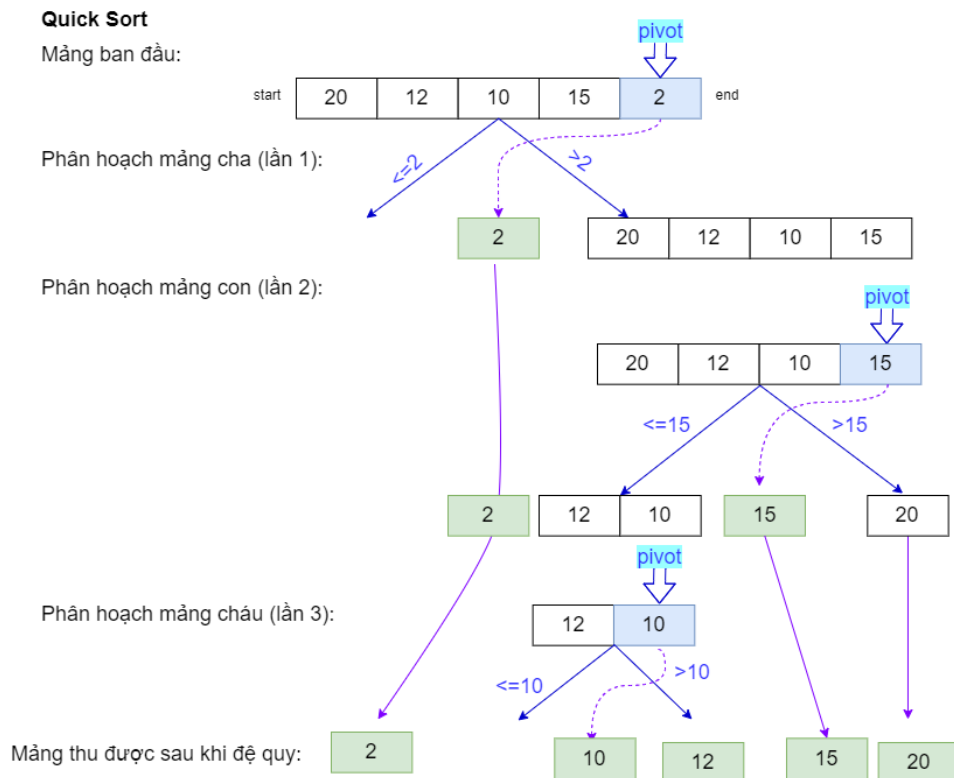 Quick Sort
Mảng ban đầu:
pivot
start 20 12 10 15 2 end
Phân hoạch mảng cha (lần 1):
<=2 >2
2 20 12 10 15
Phân hoạch mảng con (lần 2):
pivot
20 12 10 15
<=15 >15
2 12 10 15 20
pivot
Phân hoạch mảng cháu (lần 3):
12 10
<=10 >10
Mảng thu được sau khi đệ quy: 2 10 12 15 20